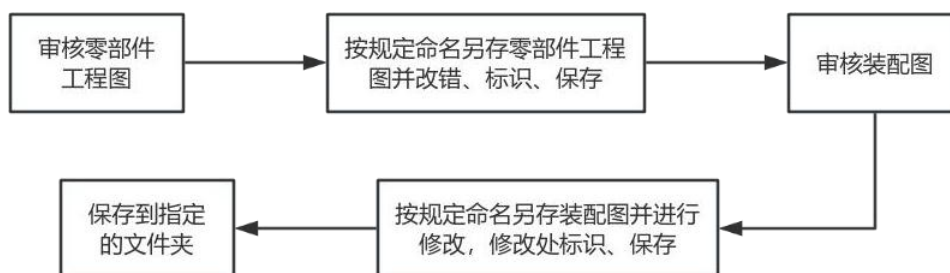 审核零部件
工程图
按规定命名另存零部件工程
图并改错、标识、保存
审核装配图
按规定命名另存装配图并进行
修改，修改处标识、保存
保存到指定
的文件夹